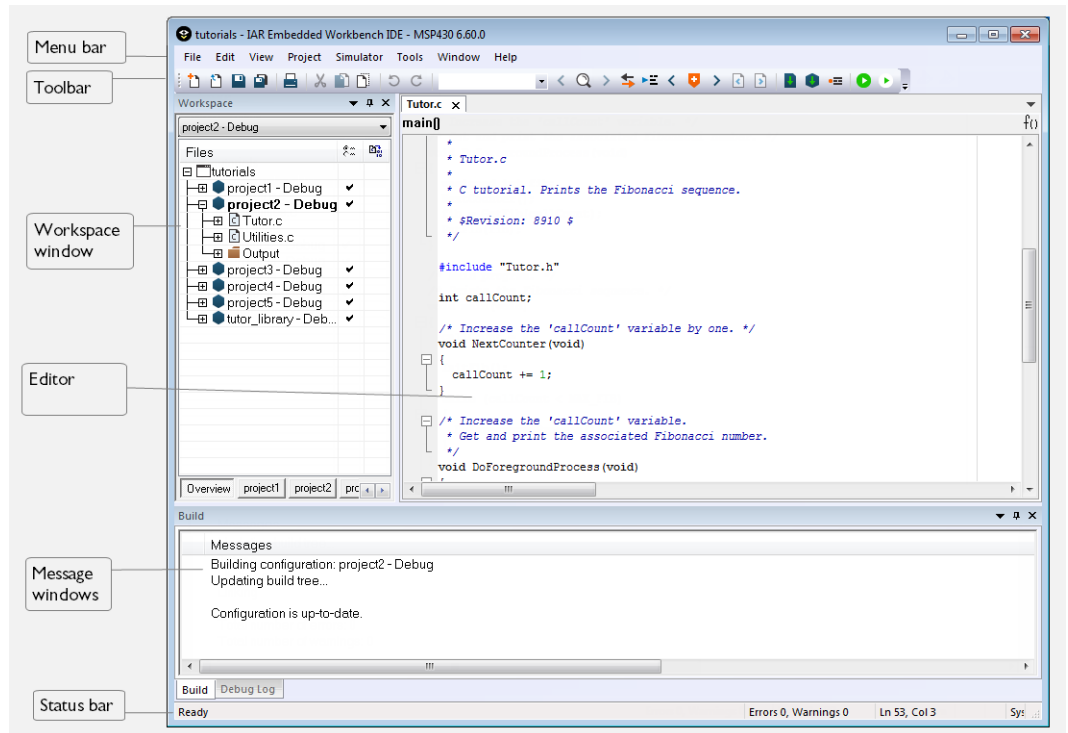 Menu bar
Toolbar
Workspace
window
Editor
Message
windows
Status bar
tutorials - IAR Embedded Workbench IDE - MSP430 6.60.0
File Edit View Project Simulator Tools Window Help
Workspace
project2 - Debug
Files
tutorials
project1 - Debug
project2 - Debug
Tutor.c
Utilities.c
Output
project3 - Debug
project4 - Debug
project5 - Debug
tutor_library - Deb...
Overview project1 project2 prc
Tutor.c x
main()
f()
*
* Tutor.c
*
* C tutorial. Prints the Fibonacci sequence.
*
* $Revision: 8910 $
*/
#include "Tutor.h"
int callCount;
/* Increase the 'callCount' variable by one. */
void NextCounter(void)
{
callCount += 1;
}
/* Increase the 'callCount' variable.
* Get and print the associated Fibonacci number.
*/
void DoForegroundProcess(void)
{
Build
Messages
Building configuration: project2 - Debug
Updating build tree...
Configuration is up-to-date.
Build Debug Log
Ready Errors 0, Warnings 0 Ln 53, Col 3 Sys